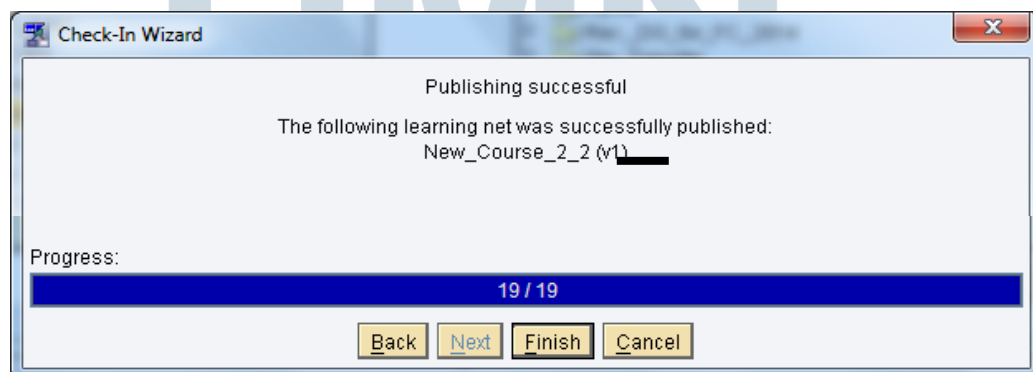 Check-In Wizard
Publishing successful
The following learning net was successfully published:
New_Course_2_2 (v1)
Progress:
19 / 19
Back Next Finish Cancel